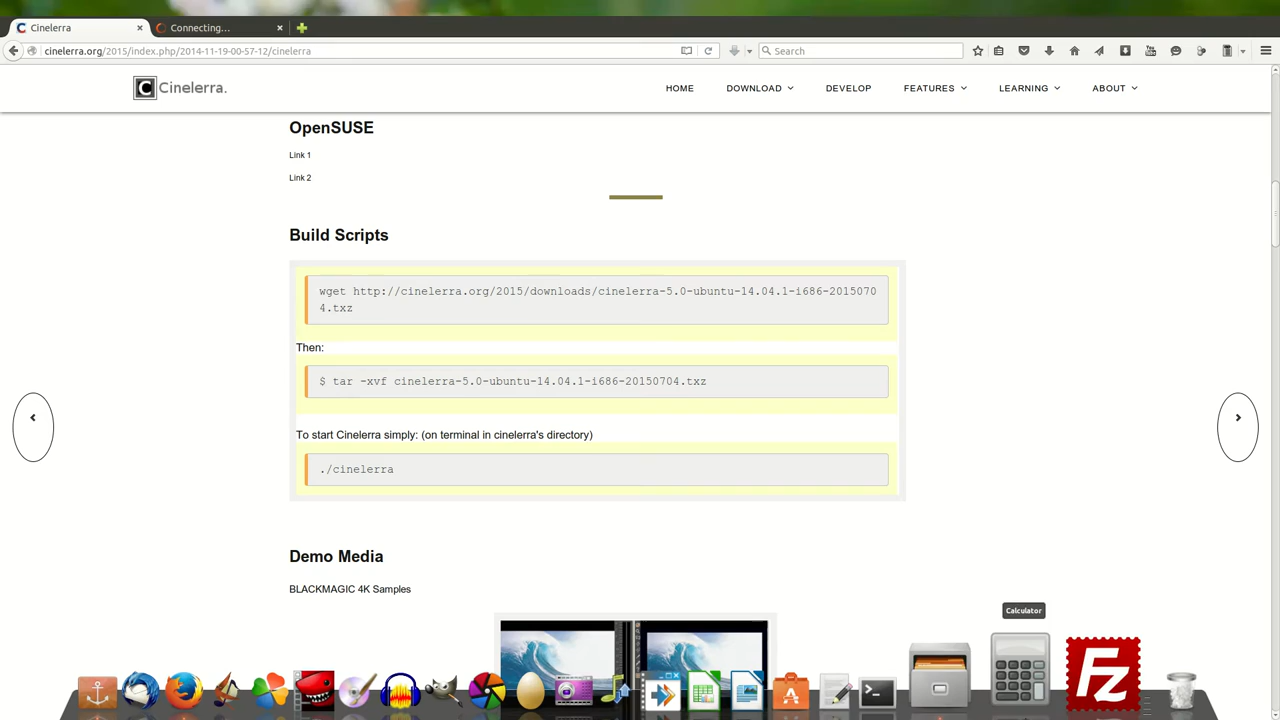 Cinelerra
Connecting...
cinelerra.org/2015/index.php/2014-11-19-00-57-12/cinelerra
Search
C Cinelerra.
HOME DOWNLOAD DEVELOP FEATURES LEARNING ABOUT
OpenSUSE
Link 1
Link 2
Build Scripts
wget http://cinelerra.org/2015/downloads/cinelerra-5.0-ubuntu-14.04.1-i686-2015070
4.txz
Then:
$ tar -xvf cinelerra-5.0-ubuntu-14.04.1-i686-20150704.txz
To start Cinelerra simply: (on terminal in cinelerra's directory)
./cinelerra
Demo Media
BLACKMAGIC 4K Samples
Calculator
FZ